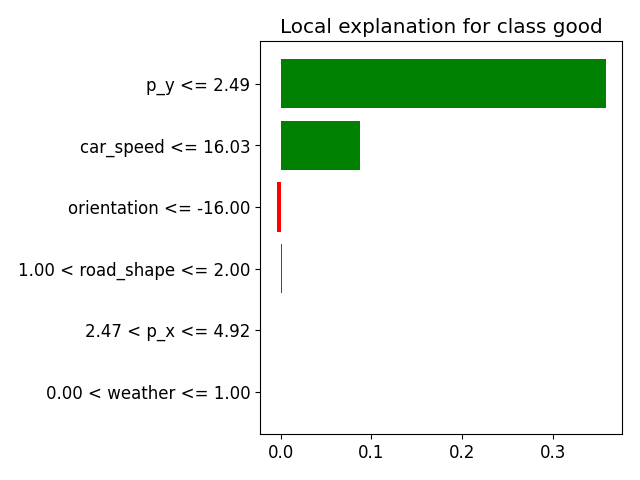 Local explanation for class good
p_y <= 2.49
car_speed <= 16.03
orientation <= -16.00
1.00 < road_shape <= 2.00
2.47 < p_x <= 4.92
0.00 < weather <= 1.00
0.0 0.1 0.2 0.3